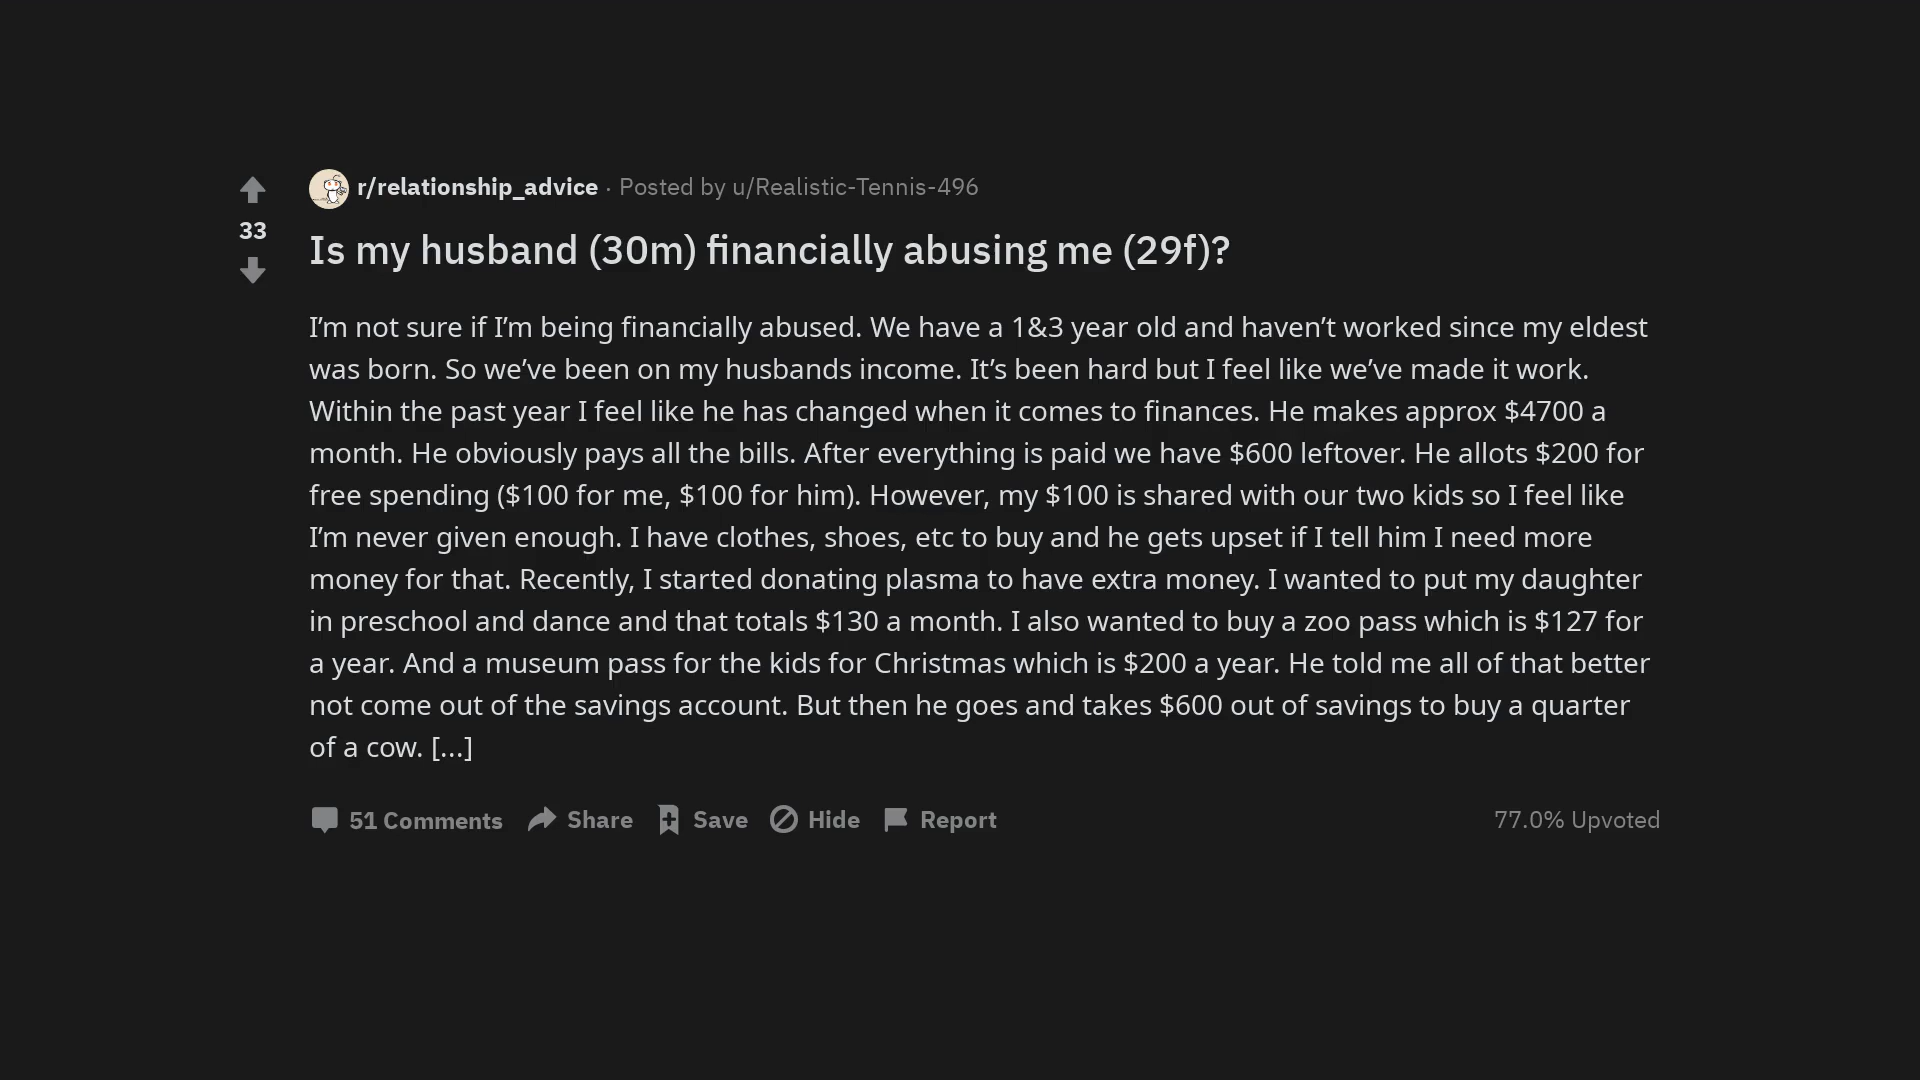 r/relationship_advice · Posted by u/Realistic-Tennis-496
33
Is my husband (30m) financially abusing me (29f)?
I’m not sure if I’m being financially abused. We have a 1&3 year old and haven’t worked since my eldest
was born. So we’ve been on my husbands income. It’s been hard but I feel like we’ve made it work.
Within the past year I feel like he has changed when it comes to finances. He makes approx $4700 a
month. He obviously pays all the bills. After everything is paid we have $600 leftover. He allots $200 for
free spending ($100 for me, $100 for him). However, my $100 is shared with our two kids so I feel like
I’m never given enough. I have clothes, shoes, etc to buy and he gets upset if I tell him I need more
money for that. Recently, I started donating plasma to have extra money. I wanted to put my daughter
in preschool and dance and that totals $130 a month. I also wanted to buy a zoo pass which is $127 for
a year. And a museum pass for the kids for Christmas which is $200 a year. He told me all of that better
not come out of the savings account. But then he goes and takes $600 out of savings to buy a quarter
of a cow. [...]
51 Comments Share Save Hide Report 77.0% Upvoted